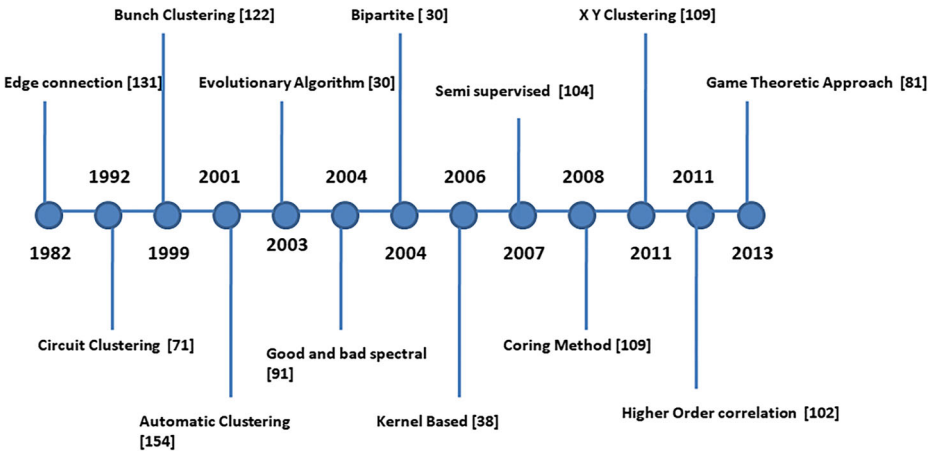 Bunch Clustering [122]
Bipartite [ 30]
X Y Clustering [109]
Edge connection [131]
Evolutionary Algorithm [30]
Semi supervised [104]
Game Theoretic Approach [81]
1992
2001
2004
2006
2008
2011
1982
1999
2003
2004
2007
2011
2013
Circuit Clustering [71]
Good and bad spectral
[91]
Coring Method [109]
Automatic Clustering
[154]
Kernel Based [38]
Higher Order correlation [102]